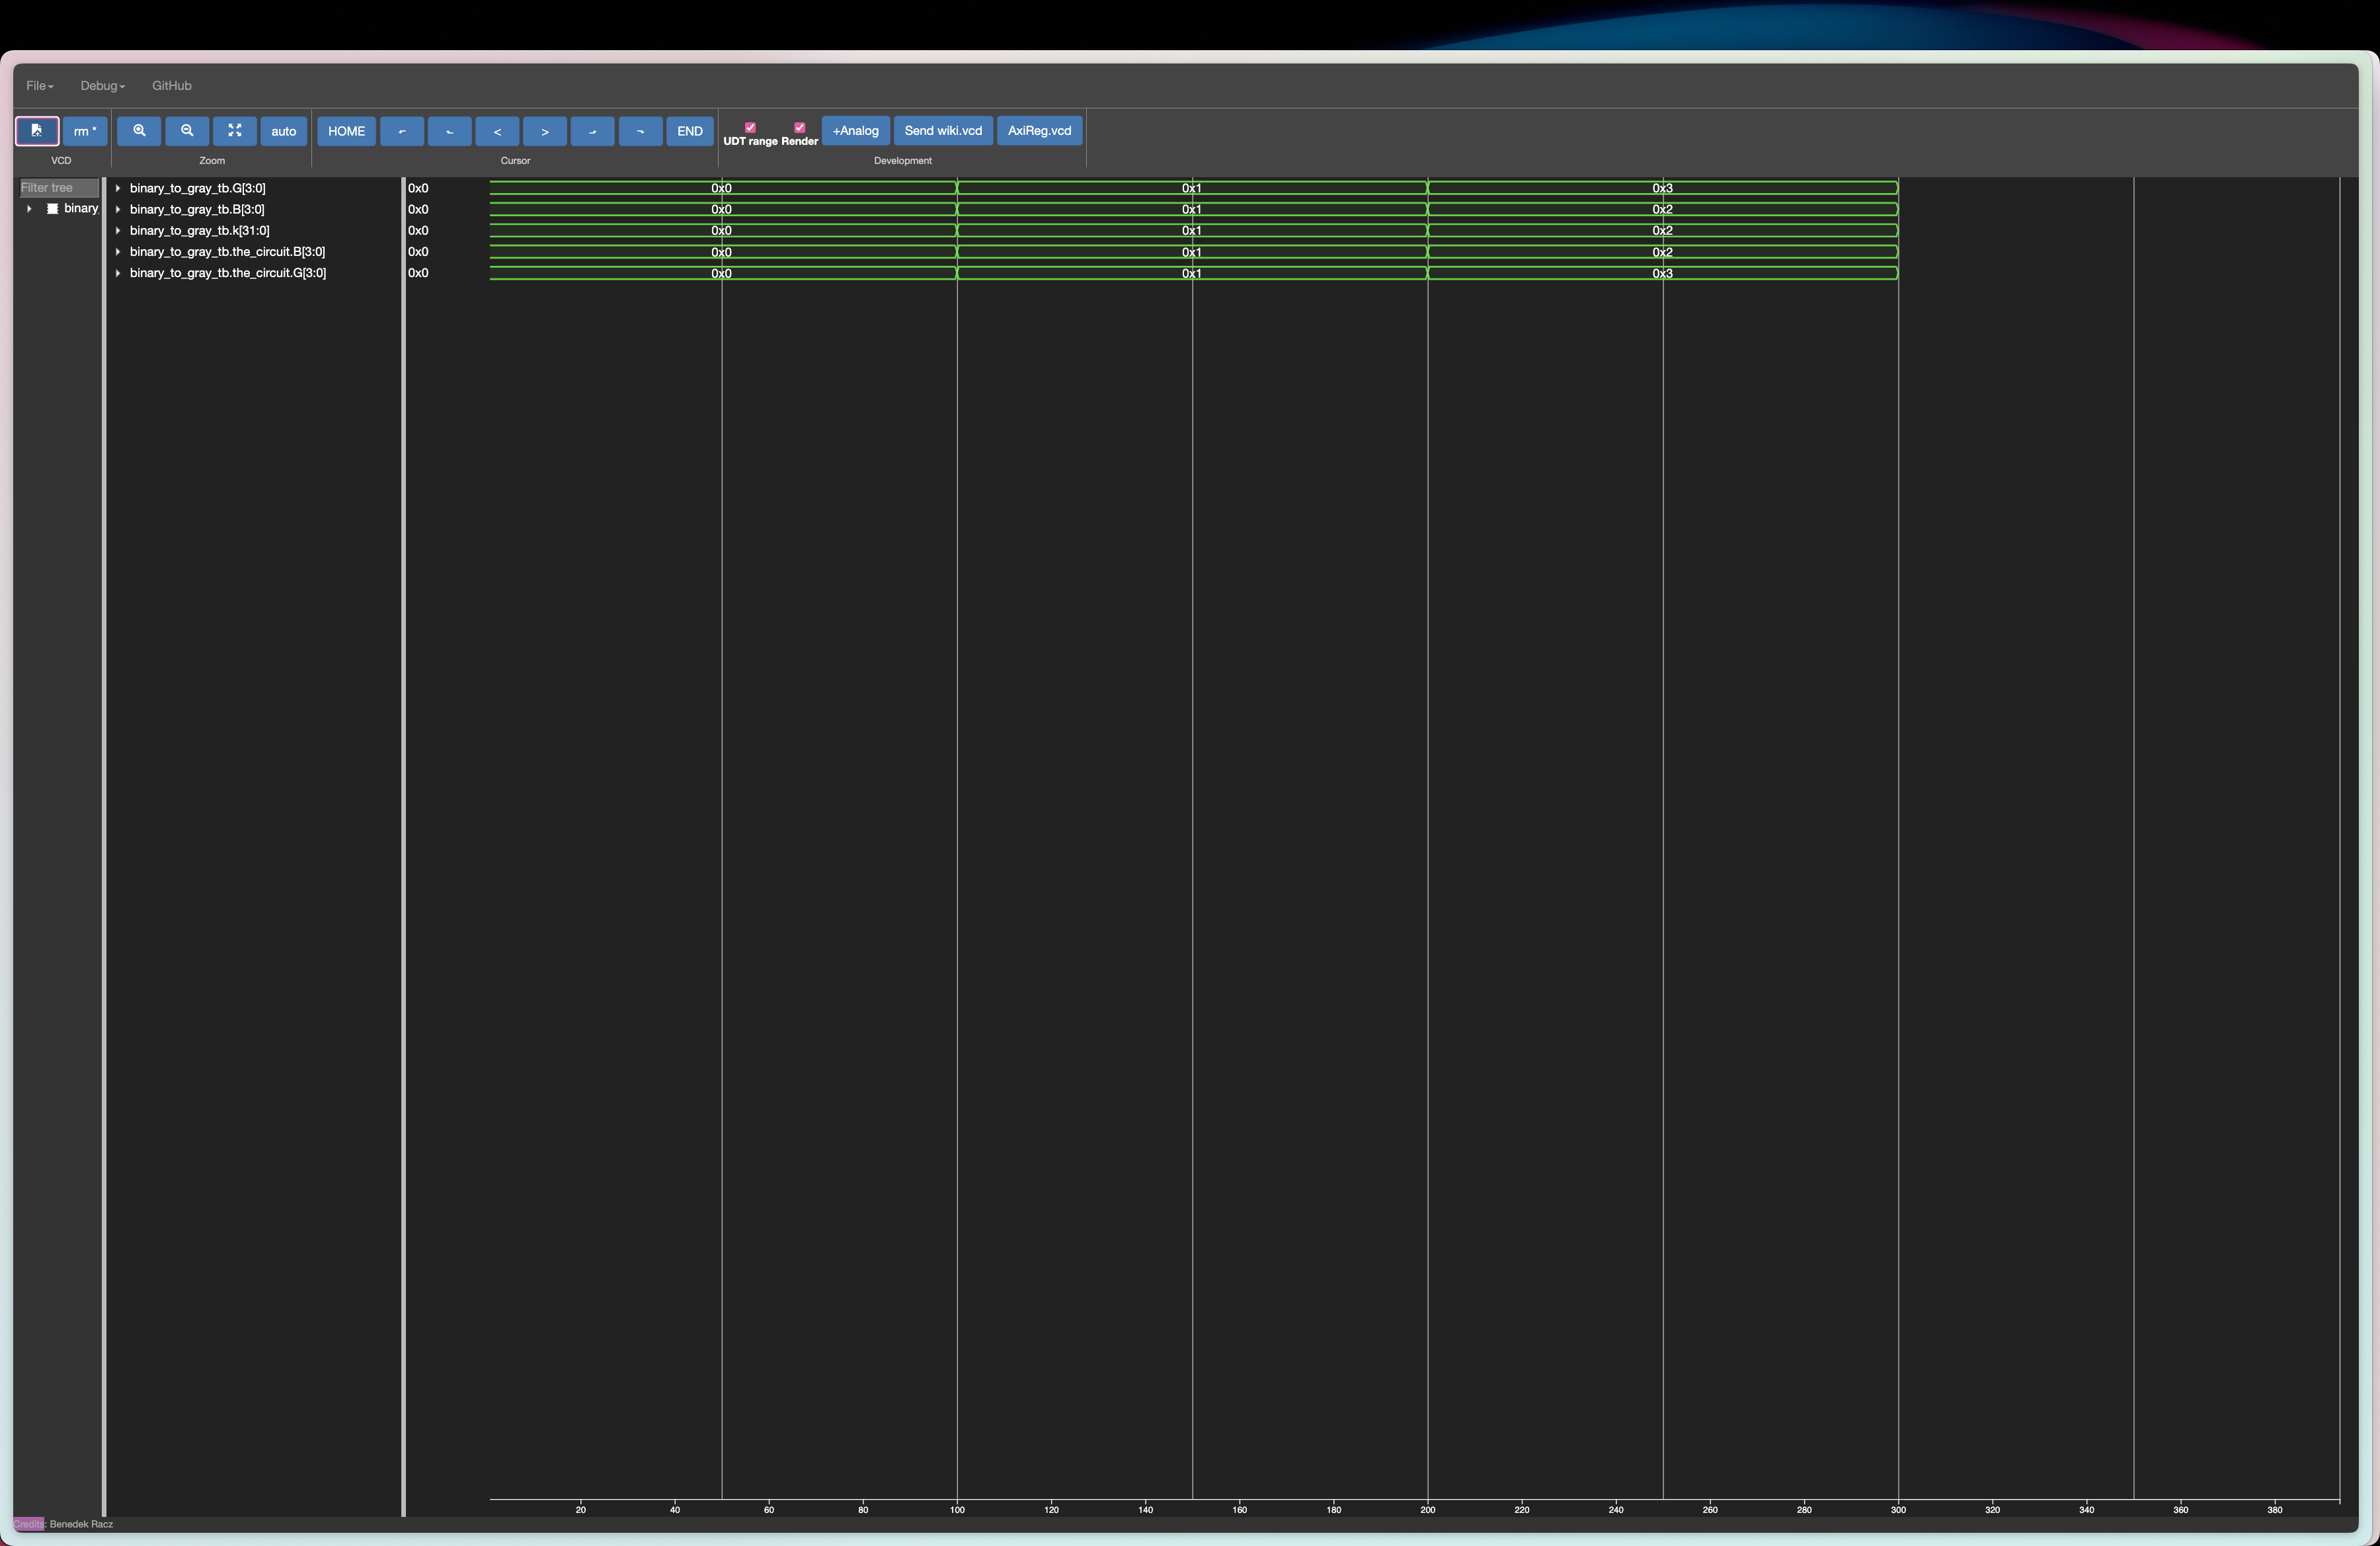 File Debug GitHub
rm * auto HOME < > END UDT range Render +Analog Send wiki.vcd AxiReg.vcd
VCD Zoom Cursor Development
Filter tree binary_to_gray_tb.G[3:0] 0x0 0x0 0x1 0x3
binary binary_to_gray_tb.B[3:0] 0x0 0x0 0x1 0x2
binary_to_gray_tb.k[31:0] 0x0 0x0 0x1 0x2
binary_to_gray_tb.the_circuit.B[3:0] 0x0 0x0 0x1 0x2
binary_to_gray_tb.the_circuit.G[3:0] 0x0 0x0 0x1 0x3
20 40 60 80 100 120 140 160 180 200 220 240 260 280 300 320 340 360 380
Credits: Benedek Racz